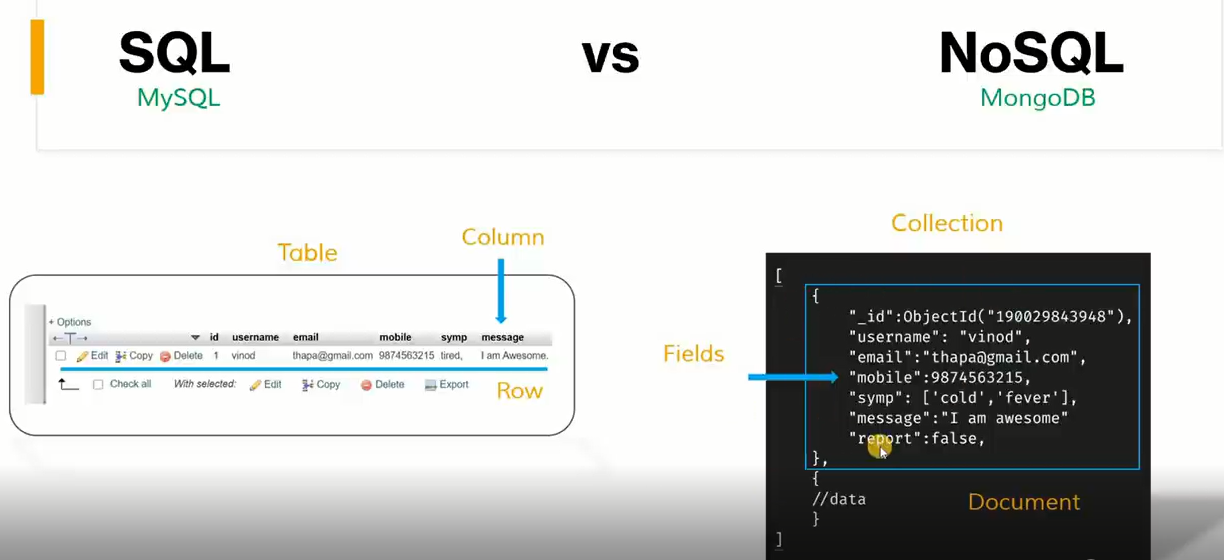 SQL vs NoSQL
MySQL MongoDB
Table
Column
+ Options
id username email mobile symp message
Edit Copy Delete 1 vinod thapa@gmail.com 9874563215 tired, I am Awesome.
Check all With selected: Edit Copy Delete Export
Row
Collection
Fields
[
{
"_id":ObjectId("190029843948"),
"username": "vinod",
"email":"thapa@gmail.com",
"mobile":9874563215,
"symp": ['cold','fever'],
"message":"I am awesome"
"report":false,
},
{
//data
}
]
Document